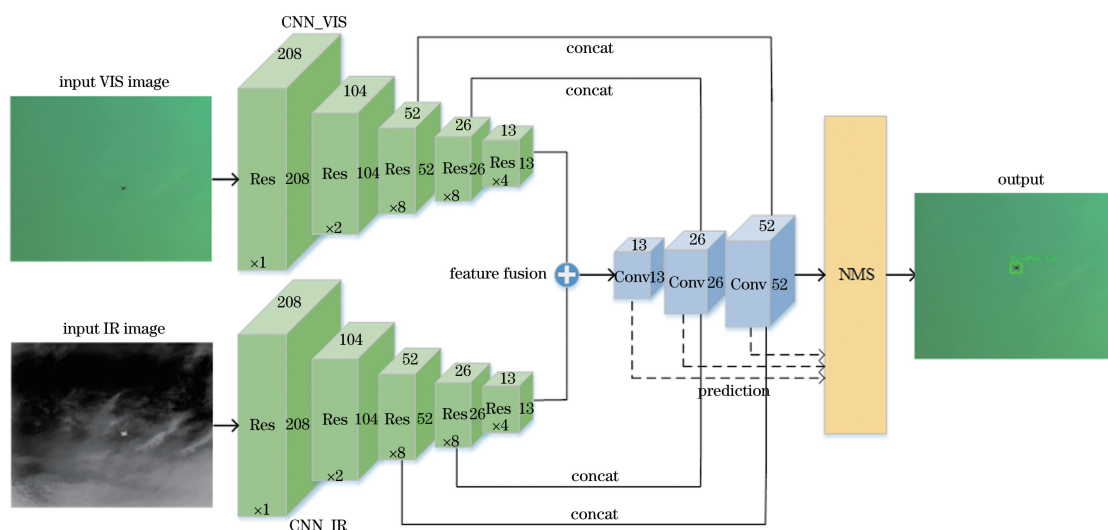 CNN_VIS
input VIS image
208
Res
208
×1
104
Res
104
×2
52
Res
52
×8
26
Res
26
×8
13
Res
13
×4
concat
concat
feature fusion
input IR image
208
Res
208
×1
CNN_IR
104
Res
104
×2
52
Res
52
×8
26
Res
26
×8
13
Res
13
×4
concat
concat
13
Conv
13
26
Conv
26
52
Conv
52
prediction
NMS
output